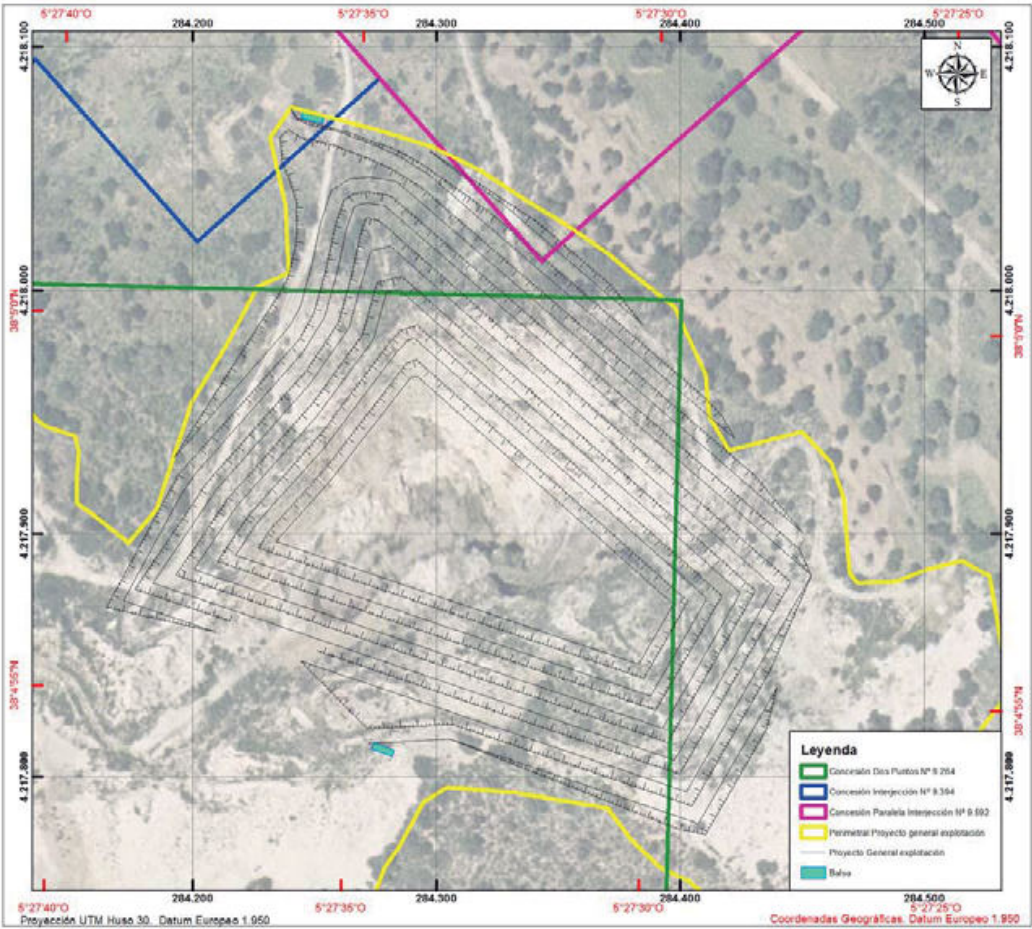 5°27'40"O 5°27'35"O 5°27'30"O 5°27'25"O
284.200 284.300 284.400 284.500
4.218.100 4.218.100
N
W E
S
4.218.000 4.218.000
38°5'0"N 38°5'0"N
4.217.900 4.217.900
38°4'55"N 38°4'55"N
4.217.800 4.217.800
Leyenda
Concesión Dos Puntos Nº 9.284
Concesión Interjección Nº 9.394
Concesión Paralela Interjección Nº 9.592
Perimetral Proyecto general explotación
Proyecto General explotación
Balsa
284.200 284.300 284.400 284.500
5°27'40"O 5°27'35"O 5°27'30"O 5°27'25"O
Proyección UTM Huso 30. Datum Europeo 1.950
Coordenadas Geográficas. Datum Europeo 1.950